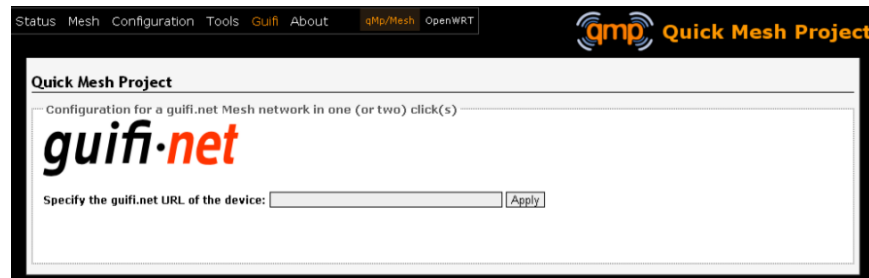 Status Mesh Configuration Tools Guifi About qMp/Mesh OpenWRT
qmp Quick Mesh Project
Quick Mesh Project
Configuration for a guifi.net Mesh network in one (or two) click(s)
guifi·net
Specify the guifi.net URL of the device: Apply